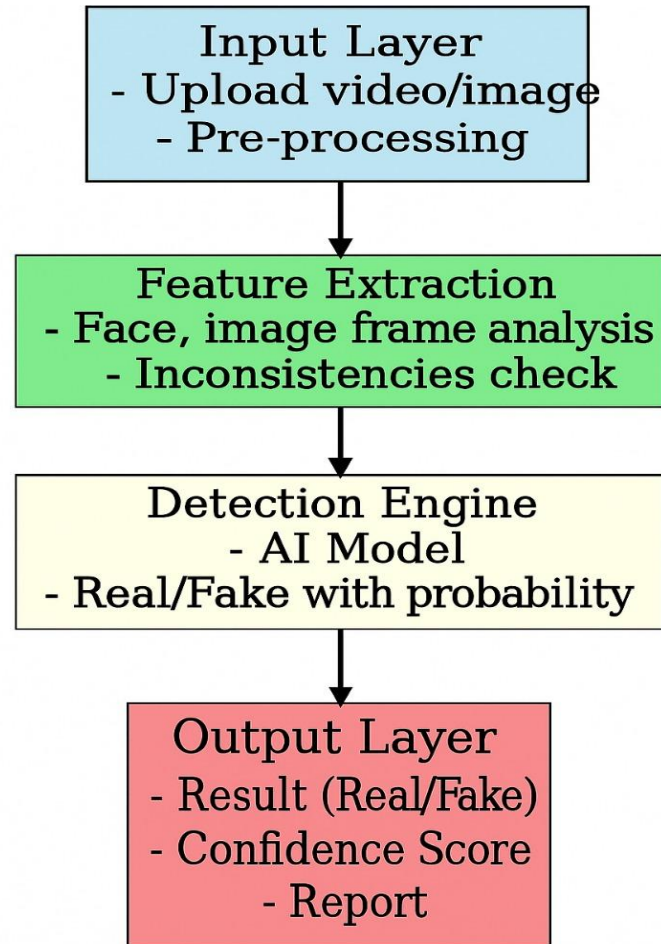 Input Layer
- Upload video/image
- Pre-processing
Feature Extraction
- Face, image frame analysis
- Inconsistencies check
Detection Engine
- AI Model
- Real/Fake with probability
Output Layer
- Result (Real/Fake)
- Confidence Score
- Report